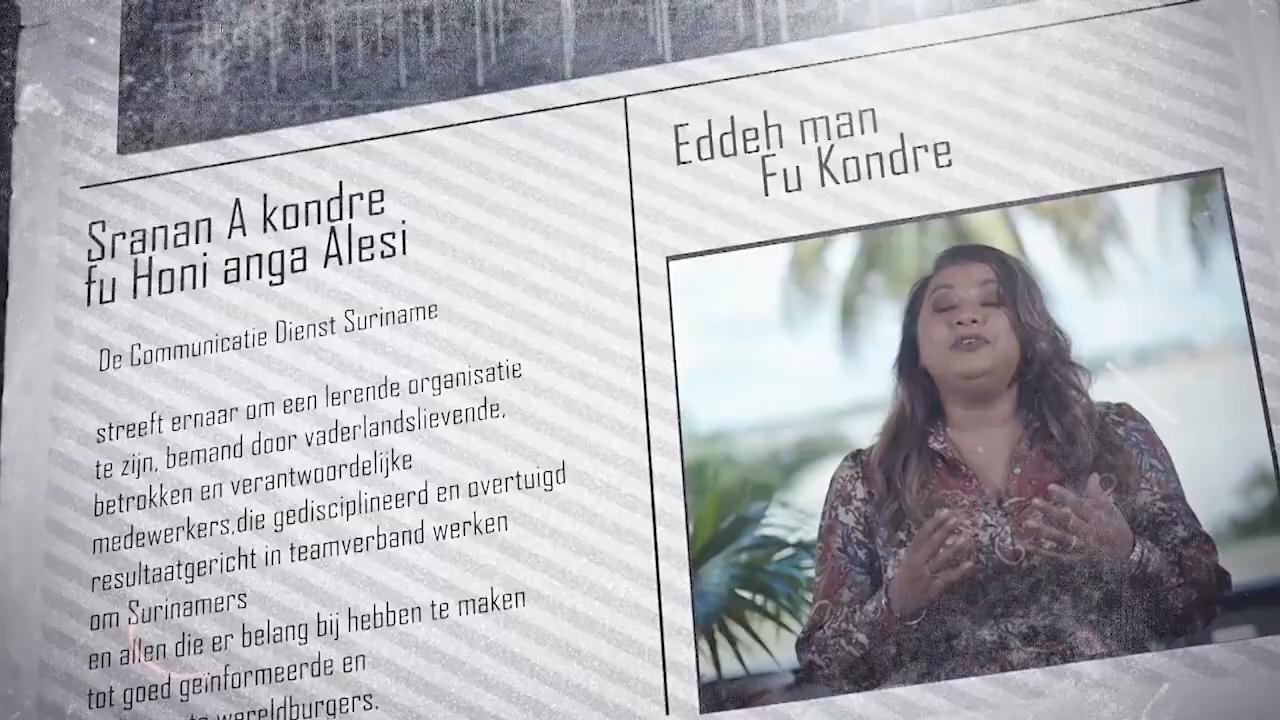 Sranan A kondre
fu Honi anga Alesi
De Communicatie Dienst Suriname
streeft ernaar om een lerende organisatie
te zijn, bemand door vaderlandslievende,
betrokken en verantwoordelijke
medewerkers,die gedisciplineerd en overtuigd
resultaatgericht in teamverband werken
om Surinamers
en allen die er belang bij hebben te maken
tot goed geïnformeerde en
wereldburgers.
Eddeh man
Fu Kondre